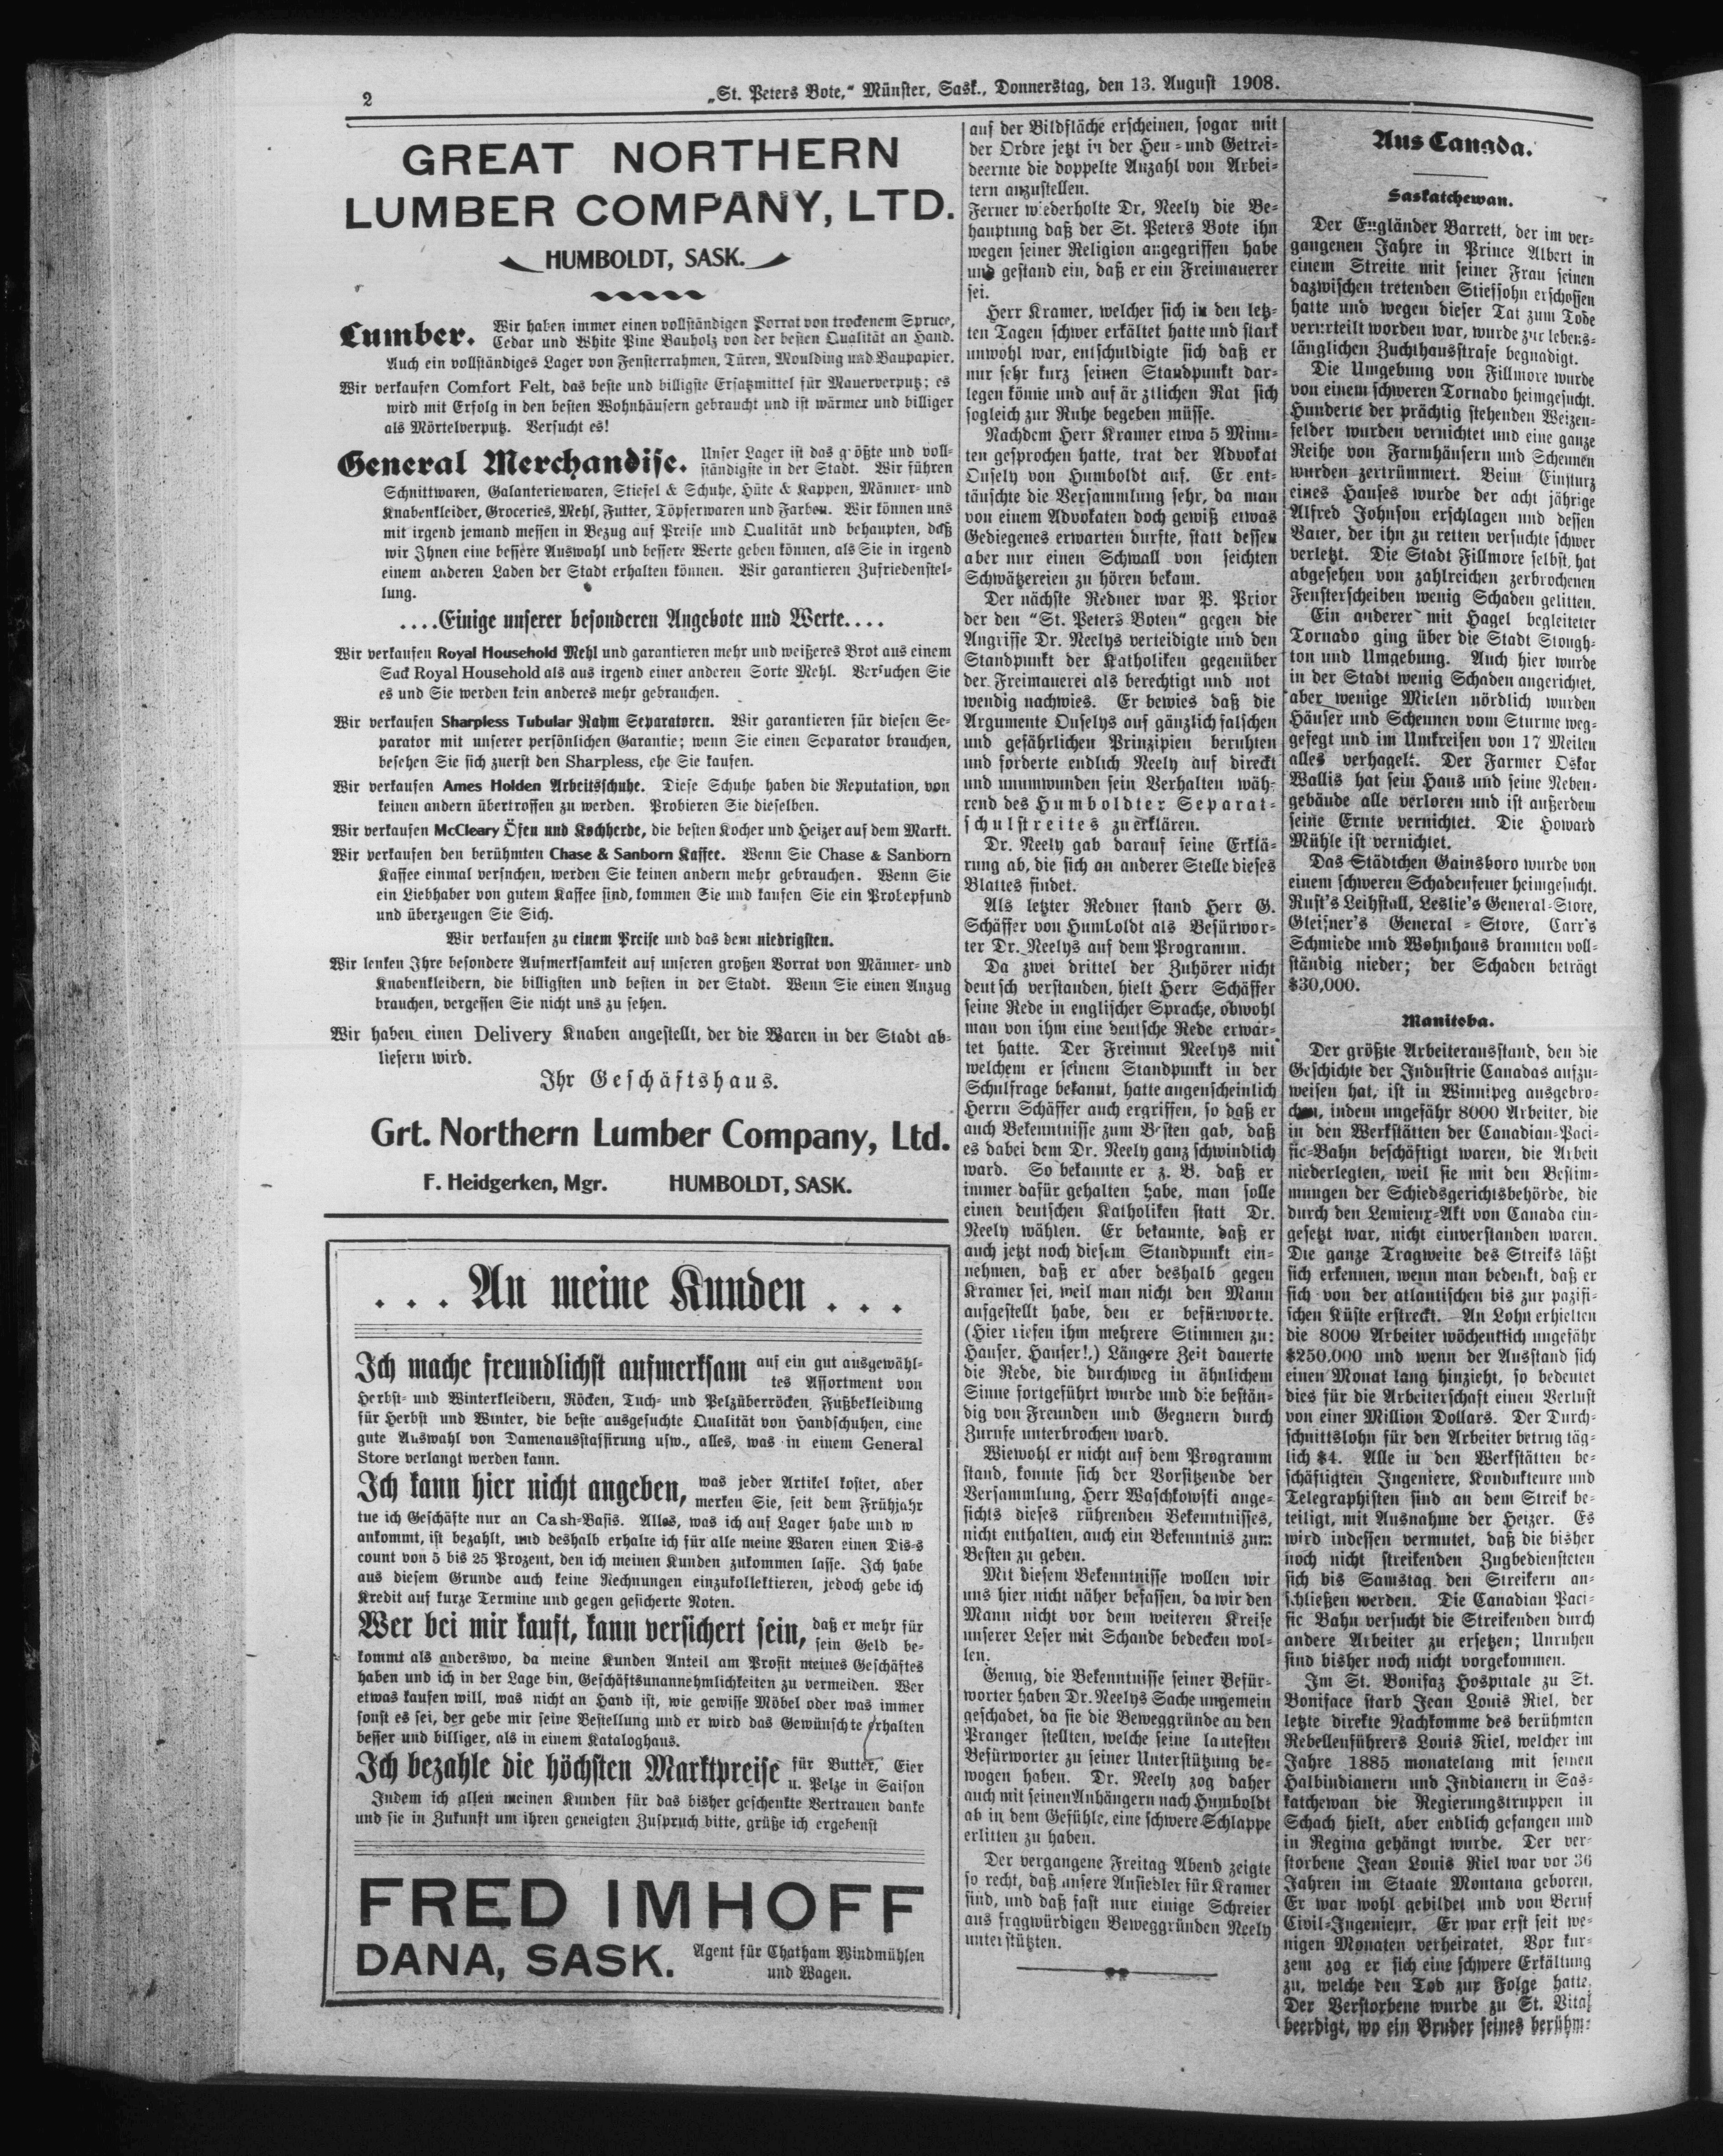 2
„St. Peters Bote,“ Münster, Sask., Donnerstag, den 13. August 1908.
GREAT NORTHERN
LUMBER COMPANY, LTD.
HUMBOLDT, SASK.
Lumber. Wir haben immer einen vollständigen Vorrat von trockenem Spruce,
Cedar und White Pine Bauholz von der besten Qualität an Hand.
Auch ein vollständiges Lager von Fensterrahmen, Türen, Moulding und Baupapier.
Wir verkaufen Comfort Felt, das beste und billigste Ersatzmittel für Mauerverputz; es
wird mit Erfolg in den besten Wohnhäusern gebraucht und ist wärmer und billiger
als Mörtelverputz. Versucht es!
General Merchandise. Unser Lager ist das größte und voll-
ständigste in der Stadt. Wir führen
Schnittwaren, Galanteriewaren, Stiefel & Schuhe, Hüte & Kappen, Männer- und
Knabenkleider, Groceries, Mehl, Futter, Töpferwaren und Farben. Wir können uns
mit irgend jemand messen in Bezug auf Preise und Qualität und behaupten, daß
wir Ihnen eine bessere Auswahl und bessere Werte geben können, als Sie in irgend
einem anderen Laden der Stadt erhalten können. Wir garantieren Zufriedenstel-
lung.
....Einige unserer besonderen Angebote und Werte....
Wir verkaufen Royal Household Mehl und garantieren mehr und weißeres Brot aus einem
Sack Royal Household als aus irgend einer anderen Sorte Mehl. Versuchen Sie
es und Sie werden kein anderes mehr gebrauchen.
Wir verkaufen Sharpless Tubular Rahm Separatoren. Wir garantieren für diesen Se-
parator mit unserer persönlichen Garantie; wenn Sie einen Separator brauchen,
besehen Sie sich zuerst den Sharpless, ehe Sie kaufen.
Wir verkaufen Ames Holden Arbeitsschuhe. Diese Schuhe haben die Reputation, von
keinen andern übertroffen zu werden. Probieren Sie dieselben.
Wir verkaufen McCleary Öfen und Kochherde, die besten Kocher und Heizer auf dem Markt.
Wir verkaufen den berühmten Chase & Sanborn Kaffee. Wenn Sie Chase & Sanborn
Kaffee einmal versuchen, werden Sie keinen andern mehr gebrauchen. Wenn Sie
ein Liebhaber von gutem Kaffee sind, kommen Sie und kaufen Sie ein Probepfund
und überzeugen Sie Sich.
Wir verkaufen zu einem Preise und das dem niedrigsten.
Wir lenken Ihre besondere Aufmerksamkeit auf unseren großen Vorrat von Männer- und
Knabenkleidern, die billigsten und besten in der Stadt. Wenn Sie einen Anzug
brauchen, vergessen Sie nicht uns zu sehen.
Wir haben einen Delivery Knaben angestellt, der die Waren in der Stadt ab-
liefern wird.
Ihr Geschäftshaus.
Grt. Northern Lumber Company, Ltd.
F. Heidgerken, Mgr. HUMBOLDT, SASK.
. . . An meine Kunden . . .
Ich mache freundlichst aufmerksam auf ein gut ausgewähl-
tes Assortment von
Herbst- und Winterkleidern, Röcken, Tuch- und Pelzüberröcken, Fußbekleidung
für Herbst und Winter, die beste ausgesuchte Qualität von Handschuhen, eine
gute Auswahl von Damenausstaffirung usw., alles, was in einem General
Store verlangt werden kann.
Ich kann hier nicht angeben, was jeder Artikel kostet, aber
merken Sie, seit dem Frühjahr
tue ich Geschäfte nur an Cash-Basis. Alles, was ich auf Lager habe und w
ankommt, ist bezahlt, und deshalb erhalte ich für alle meine Waren einen Dis-s
count von 5 bis 25 Prozent, den ich meinen Kunden zukommen lasse. Ich habe
aus diesem Grunde auch keine Rechnungen einzukollektieren, jedoch gebe ich
Kredit auf kurze Termine und gegen gesicherte Noten.
Wer bei mir kauft, kann versichert sein, daß er mehr für
sein Geld be-
kommt als anderswo, da meine Kunden Anteil am Profit meines Geschäftes
haben und ich in der Lage bin, Geschäftsunannehmlichkeiten zu vermeiden. Wer
etwas kaufen will, was nicht an Hand ist, wie gewisse Möbel oder was immer
sonst es sei, der gebe mir seine Bestellung und er wird das Gewünschte erhalten
besser und billiger, als in einem Kataloghaus.
Ich bezahle die höchsten Marktpreise für Butter, Eier
u. Pelze in Saison
Indem ich allen meinen Kunden für das bisher geschenkte Vertrauen danke
und sie in Zukunft um ihren geneigten Zuspruch bitte, grüße ich ergebenst
FRED IMHOFF
DANA, SASK. Agent für Chatham Windmühlen
und Wagen.
auf der Bildfläche erscheinen, sogar mit
der Ordre jetzt in der Heu- und Getrei-
deernte die doppelte Anzahl von Arbei-
tern anzustellen.
Ferner wiederholte Dr. Neely die Be-
hauptung daß der St. Peters Bote ihn
wegen seiner Religion angegriffen habe
und gestand ein, daß er ein Freimauerer
sei.
Herr Kramer, welcher sich in den letz-
ten Tagen schwer erkältet hatte und stark
unwohl war, entschuldigte sich daß er
nur sehr kurz seinen Standpunkt dar-
legen könne und auf är ztlichen Rat sich
sogleich zur Ruhe begeben müsse.
Nachdem Herr Kramer etwa 5 Minu-
ten gesprochen hatte, trat der Advokat
Ousely von Humboldt auf. Er ent-
täuschte die Versammlung sehr, da man
von einem Advokaten doch gewiß etwas
Gediegenes erwarten durfte, statt dessen
aber nur einen Schwall von seichten
Schwätzereien zu hören bekam.
Der nächste Redner war P. Prior
der den “St. Peters Boten“ gegen die
Angriffe Dr. Neelys verteidigte und den
Standpunkt der Katholiken gegenüber
der Freimauerei als berechtigt und not
wendig nachwies. Er bewies daß die
Argumente Ouselys auf gänzlich falschen
und gefährlichen Prinzipien beruhten
und forderte endlich Neely auf direkt
und unumwunden sein Verhalten wäh-
rend des Humboldter Separat-
schulstreites zu erklären.
Dr. Neely gab darauf seine Erklä-
rung ab, die sich an anderer Stelle dieses
Blattes findet.
Als letzter Redner stand Herr G.
Schäffer von Humboldt als Befürwor-
ter Dr. Neelys auf dem Programm.
Da zwei drittel der Zuhörer nicht
deutsch verstanden, hielt Herr Schäffer
seine Rede in englischer Sprache, obwohl
man von ihm eine deutsche Rede erwar-
tet hatte. Der Freimut Neelys mit
welchem er seinem Standpunkt in der
Schulfrage bekannt, hatte augenscheinlich
Herrn Schäffer auch ergriffen, so daß er
auch Bekenntnisse zum Besten gab, daß
es dabei dem Dr. Neely ganz schwindlich
ward. So bekannte er z. B. daß er
immer dafür gehalten habe, man solle
einen deutschen Katholiken statt Dr.
Neely wählen. Er bekannte, daß er
auch jetzt noch diesem Standpunkt ein-
nehmen, daß er aber deshalb gegen
Kramer sei, weil man nicht den Mann
aufgestellt habe, den er befürworte.
(Hier riefen ihm mehrere Stimmen zu:
Hauser, Hauser!,) Längere Zeit dauerte
die Rede, die durchweg in ähnlichem
Sinne fortgeführt wurde und die bestän-
dig von Freunden und Gegnern durch
Zurufe unterbrochen ward.
Wiewohl er nicht auf dem Programm
stand, konnte sich der Vorsitzende der
Versammlung, Herr Waschkowski ange-
sichts dieses rührenden Bekenntnisses,
nicht enthalten, auch ein Bekenntnis zum
Besten zu geben.
Mit diesem Bekenntnisse wollen wir
uns hier nicht näher befassen, da wir den
Mann nicht vor dem weiteren Kreise
unserer Leser mit Schande bedecken wol-
len.
Genug, die Bekenntnisse seiner Befür-
worter haben Dr. Neelys Sache ungemein
geschadet, da sie die Beweggründe an den
Pranger stellten, welche seine lautesten
Befürworter zu seiner Unterstützung be-
wogen haben. Dr. Neely zog daher
auch mit seinen Anhängern nach Humboldt
ab in dem Gefühle, eine schwere Schlappe
erlitten zu haben.
Der vergangene Freitag Abend zeigte
so recht, daß unsere Ansiedler für Kramer
sind, und daß fast nur einige Schreier
aus fragwürdigen Beweggründen Neely
unterstützten.
Aus Canada.
Saskatchewan.
Der Engländer Barrett, der im ver-
gangenen Jahre in Prince Albert in
einem Streite mit seiner Frau seinen
dazwischen tretenden Stiefsohn erschossen
hatte und wegen dieser Tat zum Tode
verurteilt worden war, wurde zur lebens-
länglichen Zuchthausstrafe begnadigt.
Die Umgebung von Fillmore wurde
von einem schweren Tornado heimgesucht.
Hunderte der prächtig stehenden Weizen-
felder wurden vernichtet und eine ganze
Reihe von Farmhäusern und Scheunen
wurden zertrümmert. Beim Einsturz
eines Hauses wurde der acht jährige
Alfred Johnson erschlagen und dessen
Vater, der ihn zu retten versuchte schwer
verletzt. Die Stadt Fillmore selbst, hat
abgesehen von zahlreichen zerbrochenen
Fensterscheiben wenig Schaden gelitten.
Ein anderer mit Hagel begleiteter
Tornado ging über die Stadt Stough-
ton und Umgebung. Auch hier wurde
in der Stadt wenig Schaden angerichtet,
aber wenige Mielen nördlich wurden
Häuser und Scheunen vom Sturme weg-
gefegt und im Umkreisen von 17 Meilen
alles verhagelt. Der Farmer Oskar
Wallis hat sein Haus und seine Neben-
gebäude alle verloren und ist außerdem
seine Ernte vernichtet. Die Howard
Mühle ist vernichtet.
Das Städtchen Gainsboro wurde von
einem schweren Schadenfeuer heimgesucht.
Rust's Leihstall, Leslie's General-Store,
Gleisner's General - Store, Carr's
Schmiede und Wohnhaus brannten voll-
ständig nieder; der Schaden beträgt
$30,000.
Manitoba.
Der größte Arbeiterausstand, den die
Geschichte der Industrie Canadas aufzu-
weisen hat, ist in Winnipeg ausgebro-
chen, indem ungefähr 8000 Arbeiter, die
in den Werkstätten der Canadian-Paci-
fic-Bahn beschäftigt waren, die Arbeit
niederlegten, weil sie mit den Bestim-
mungen der Schiedsgerichtsbehörde, die
durch den Lemieux-Akt von Canada ein-
gesetzt war, nicht einverstanden waren.
Die ganze Tragweite des Streiks läßt
sich erkennen, wenn man bedenkt, daß er
sich von der atlantischen bis zur pazifi-
schen Küste erstreckt. An Lohn erhielten
die 8000 Arbeiter wöchentlich ungefähr
$250,000 und wenn der Ausstand sich
einen Monat lang hinzieht, so bedeutet
dies für die Arbeiterschaft einen Verlust
von einer Million Dollars. Der Durch-
schnittslohn für den Arbeiter betrug täg-
lich $4. Alle in den Werkstätten be-
schäftigten Ingeniere, Kondukteure und
Telegraphisten sind an dem Streik be-
teiligt, mit Ausnahme der Heizer. Es
wird indessen vermutet, daß die bisher
noch nicht streikenden Zugbediensteten
sich bis Samstag den Streikern an-
schließen werden. Die Canadian Paci-
fic Bahn versucht die Streikenden durch
andere Arbeiter zu ersetzen; Unruhen
sind bisher noch nicht vorgekommen.
Im St. Bonifaz Hospitale zu St.
Boniface starb Jean Louis Riel, der
letzte direkte Nachkomme des berühmten
Rebellenführers Louis Riel, welcher im
Jahre 1885 monatelang mit seinen
Halbindianern und Indianern in Sas-
katchewan die Regierungstruppen in
Schach hielt, aber endlich gefangen und
in Regina gehängt wurde. Der ver-
storbene Jean Louis Riel war vor 36
Jahren im Staate Montana geboren.
Er war wohl gebildet und von Beruf
Civil-Ingenieur. Er war erst seit we-
nigen Monaten verheiratet. Vor kur-
zem zog er sich eine schwere Erkältung
zu, welche den Tod zur Folge hatte.
Der Verstorbene wurde zu St. Vital
beerdigt, wo ein Bruder seines berühm-